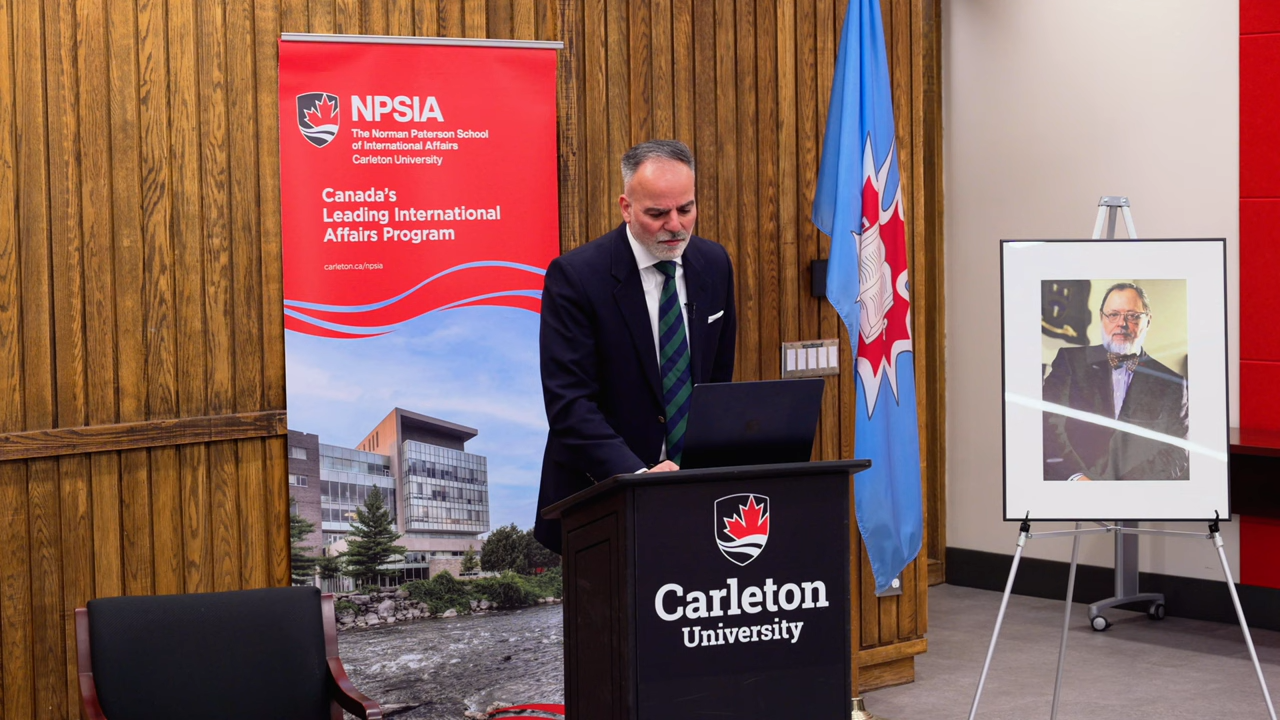 NPSIA
The Norman Paterson School
of International Affairs
Carleton University
Canada's
Leading International
Affairs Program
carleton.ca/npsia
Carleton
University